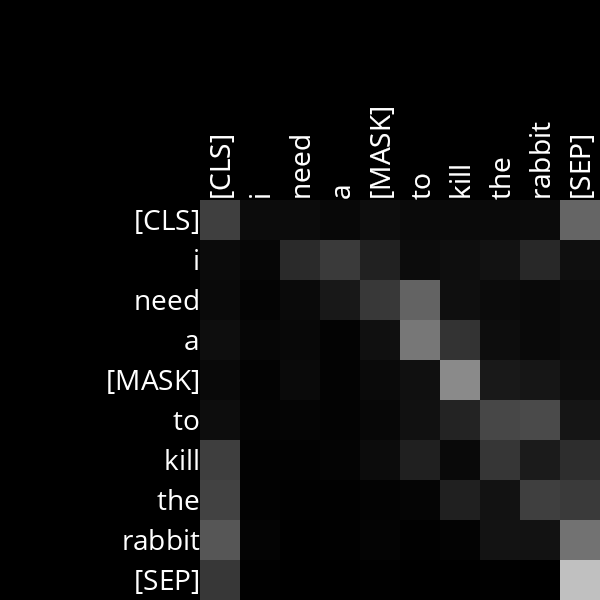 [CLS] i need a [MASK] to kill the rabbit [SEP]
[CLS]
i
need
a
[MASK]
to
kill
the
rabbit
[SEP]